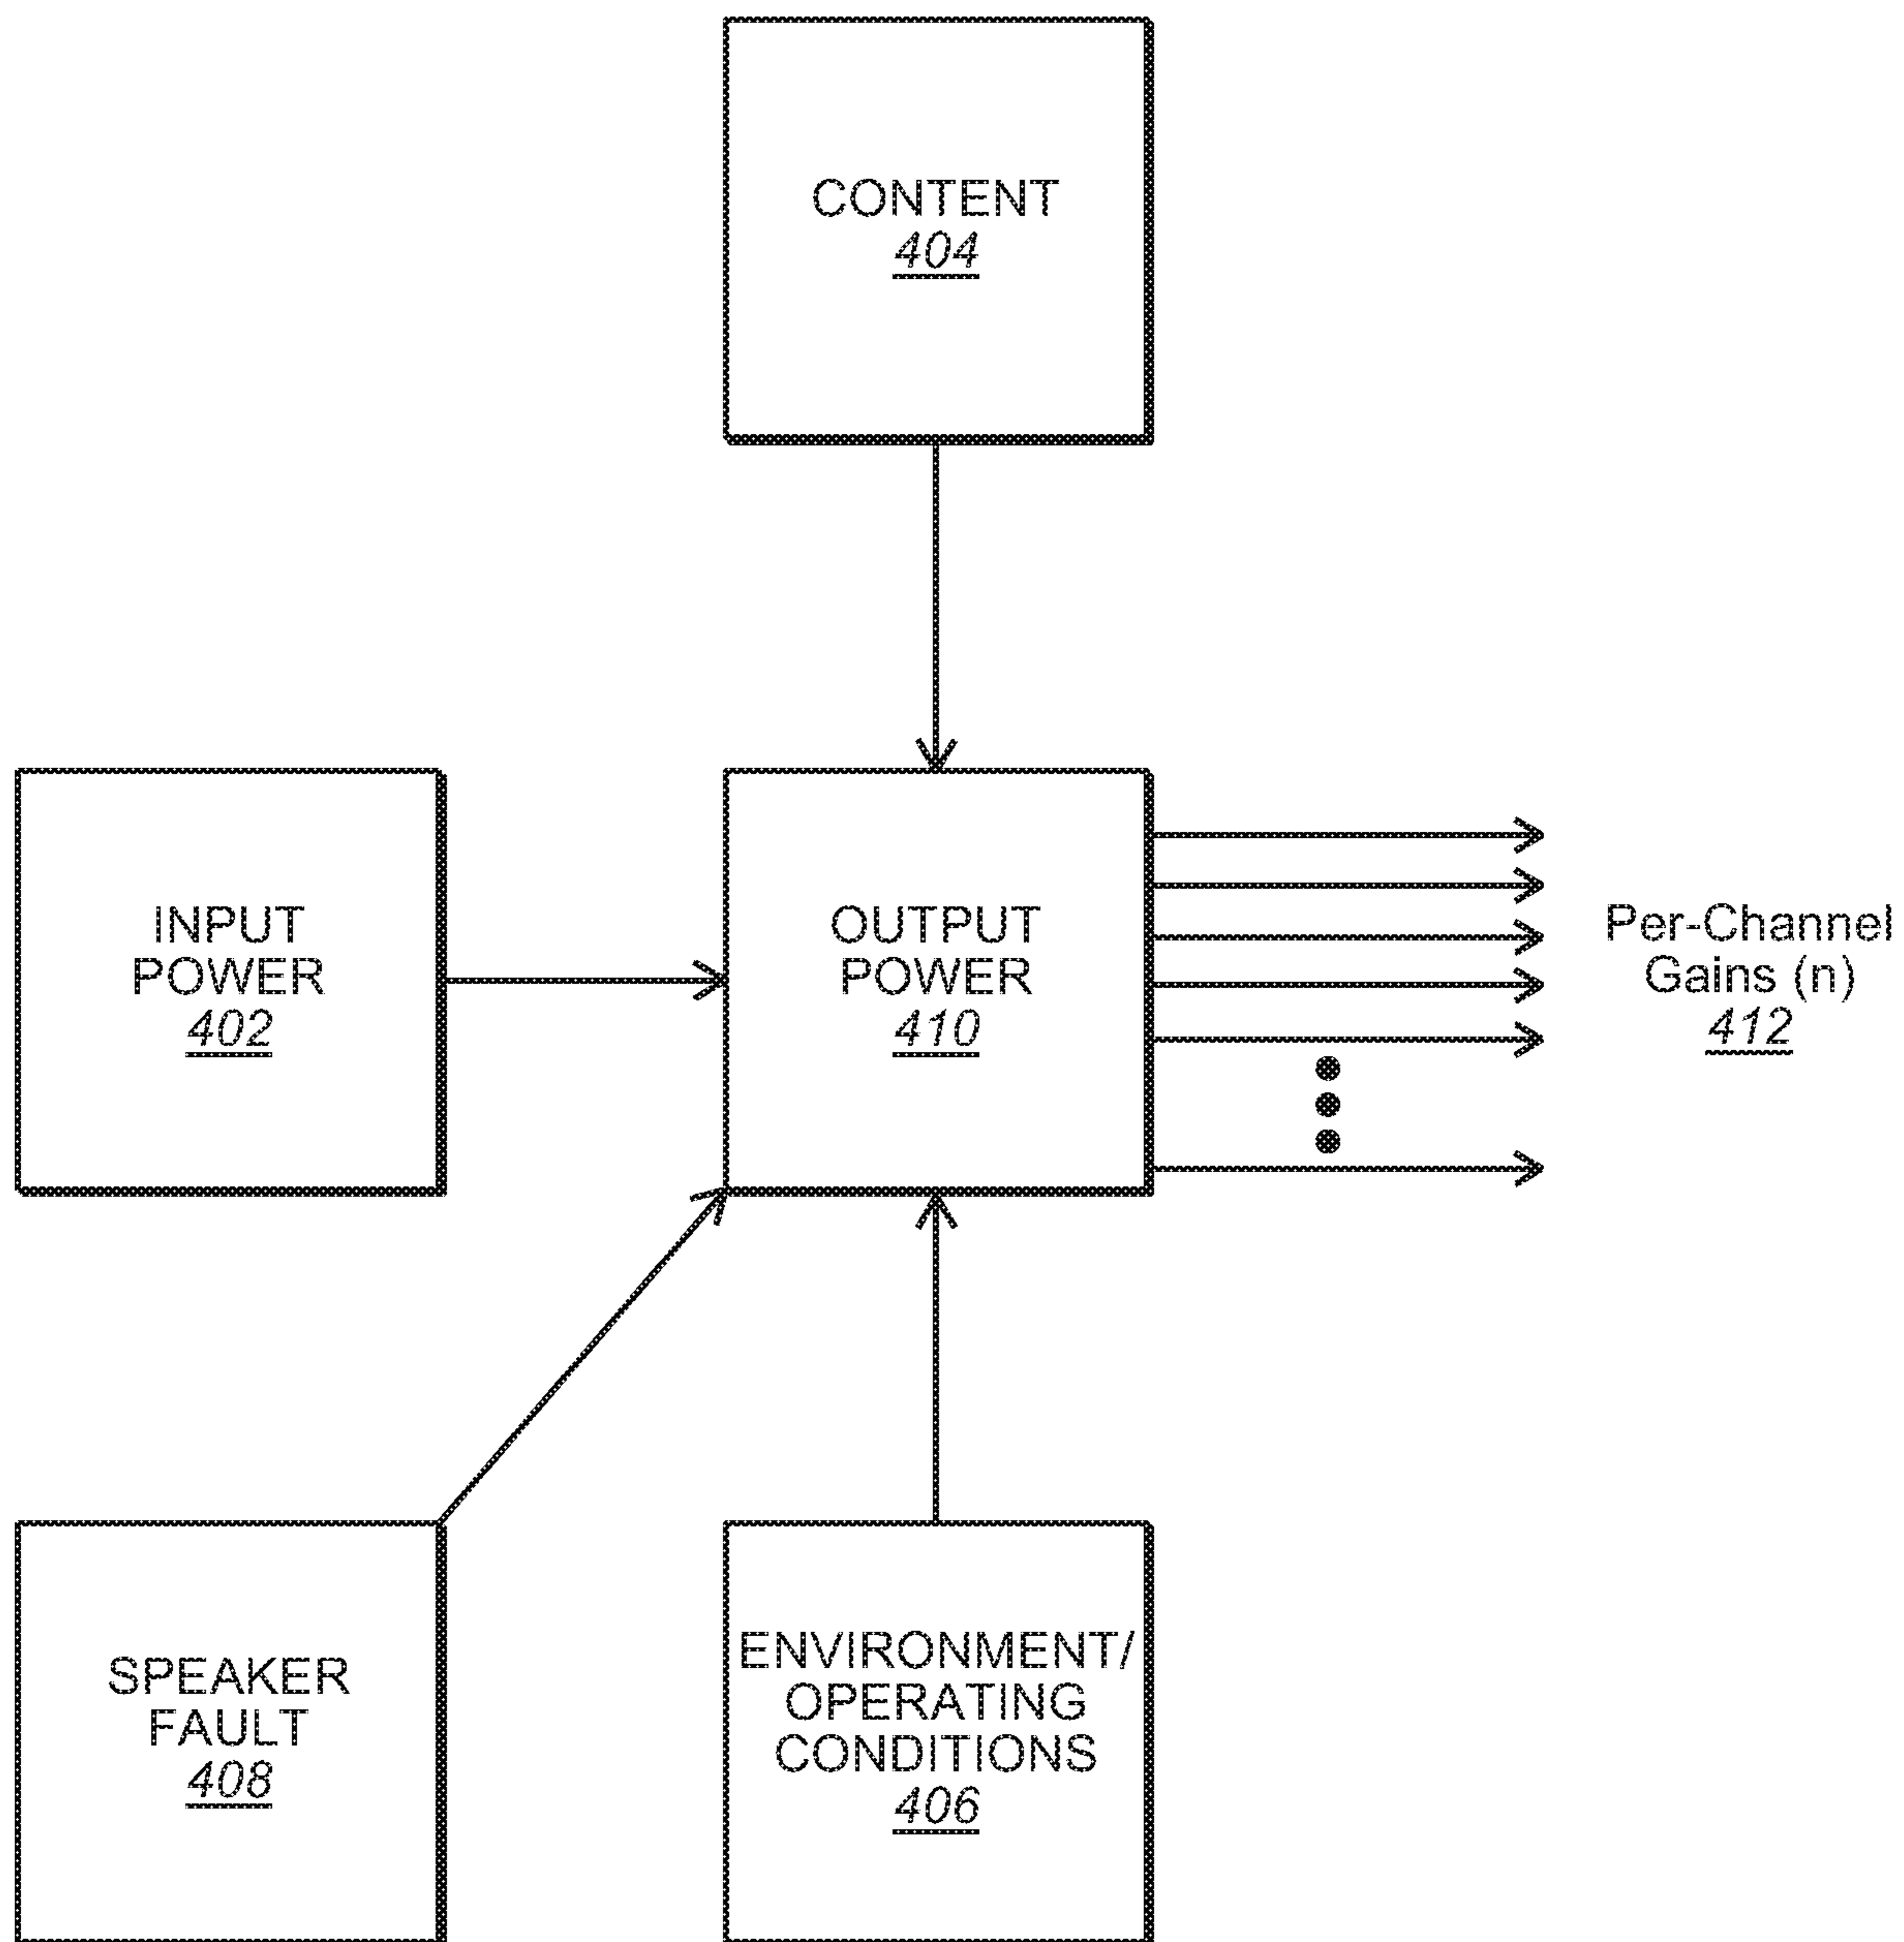 CONTENT
404
INPUT
POWER
402
OUTPUT
POWER
410
Per-Channel
Gains (n)
412
SPEAKER
FAULT
408
ENVIRONMENT/
OPERATING
CONDITIONS
406